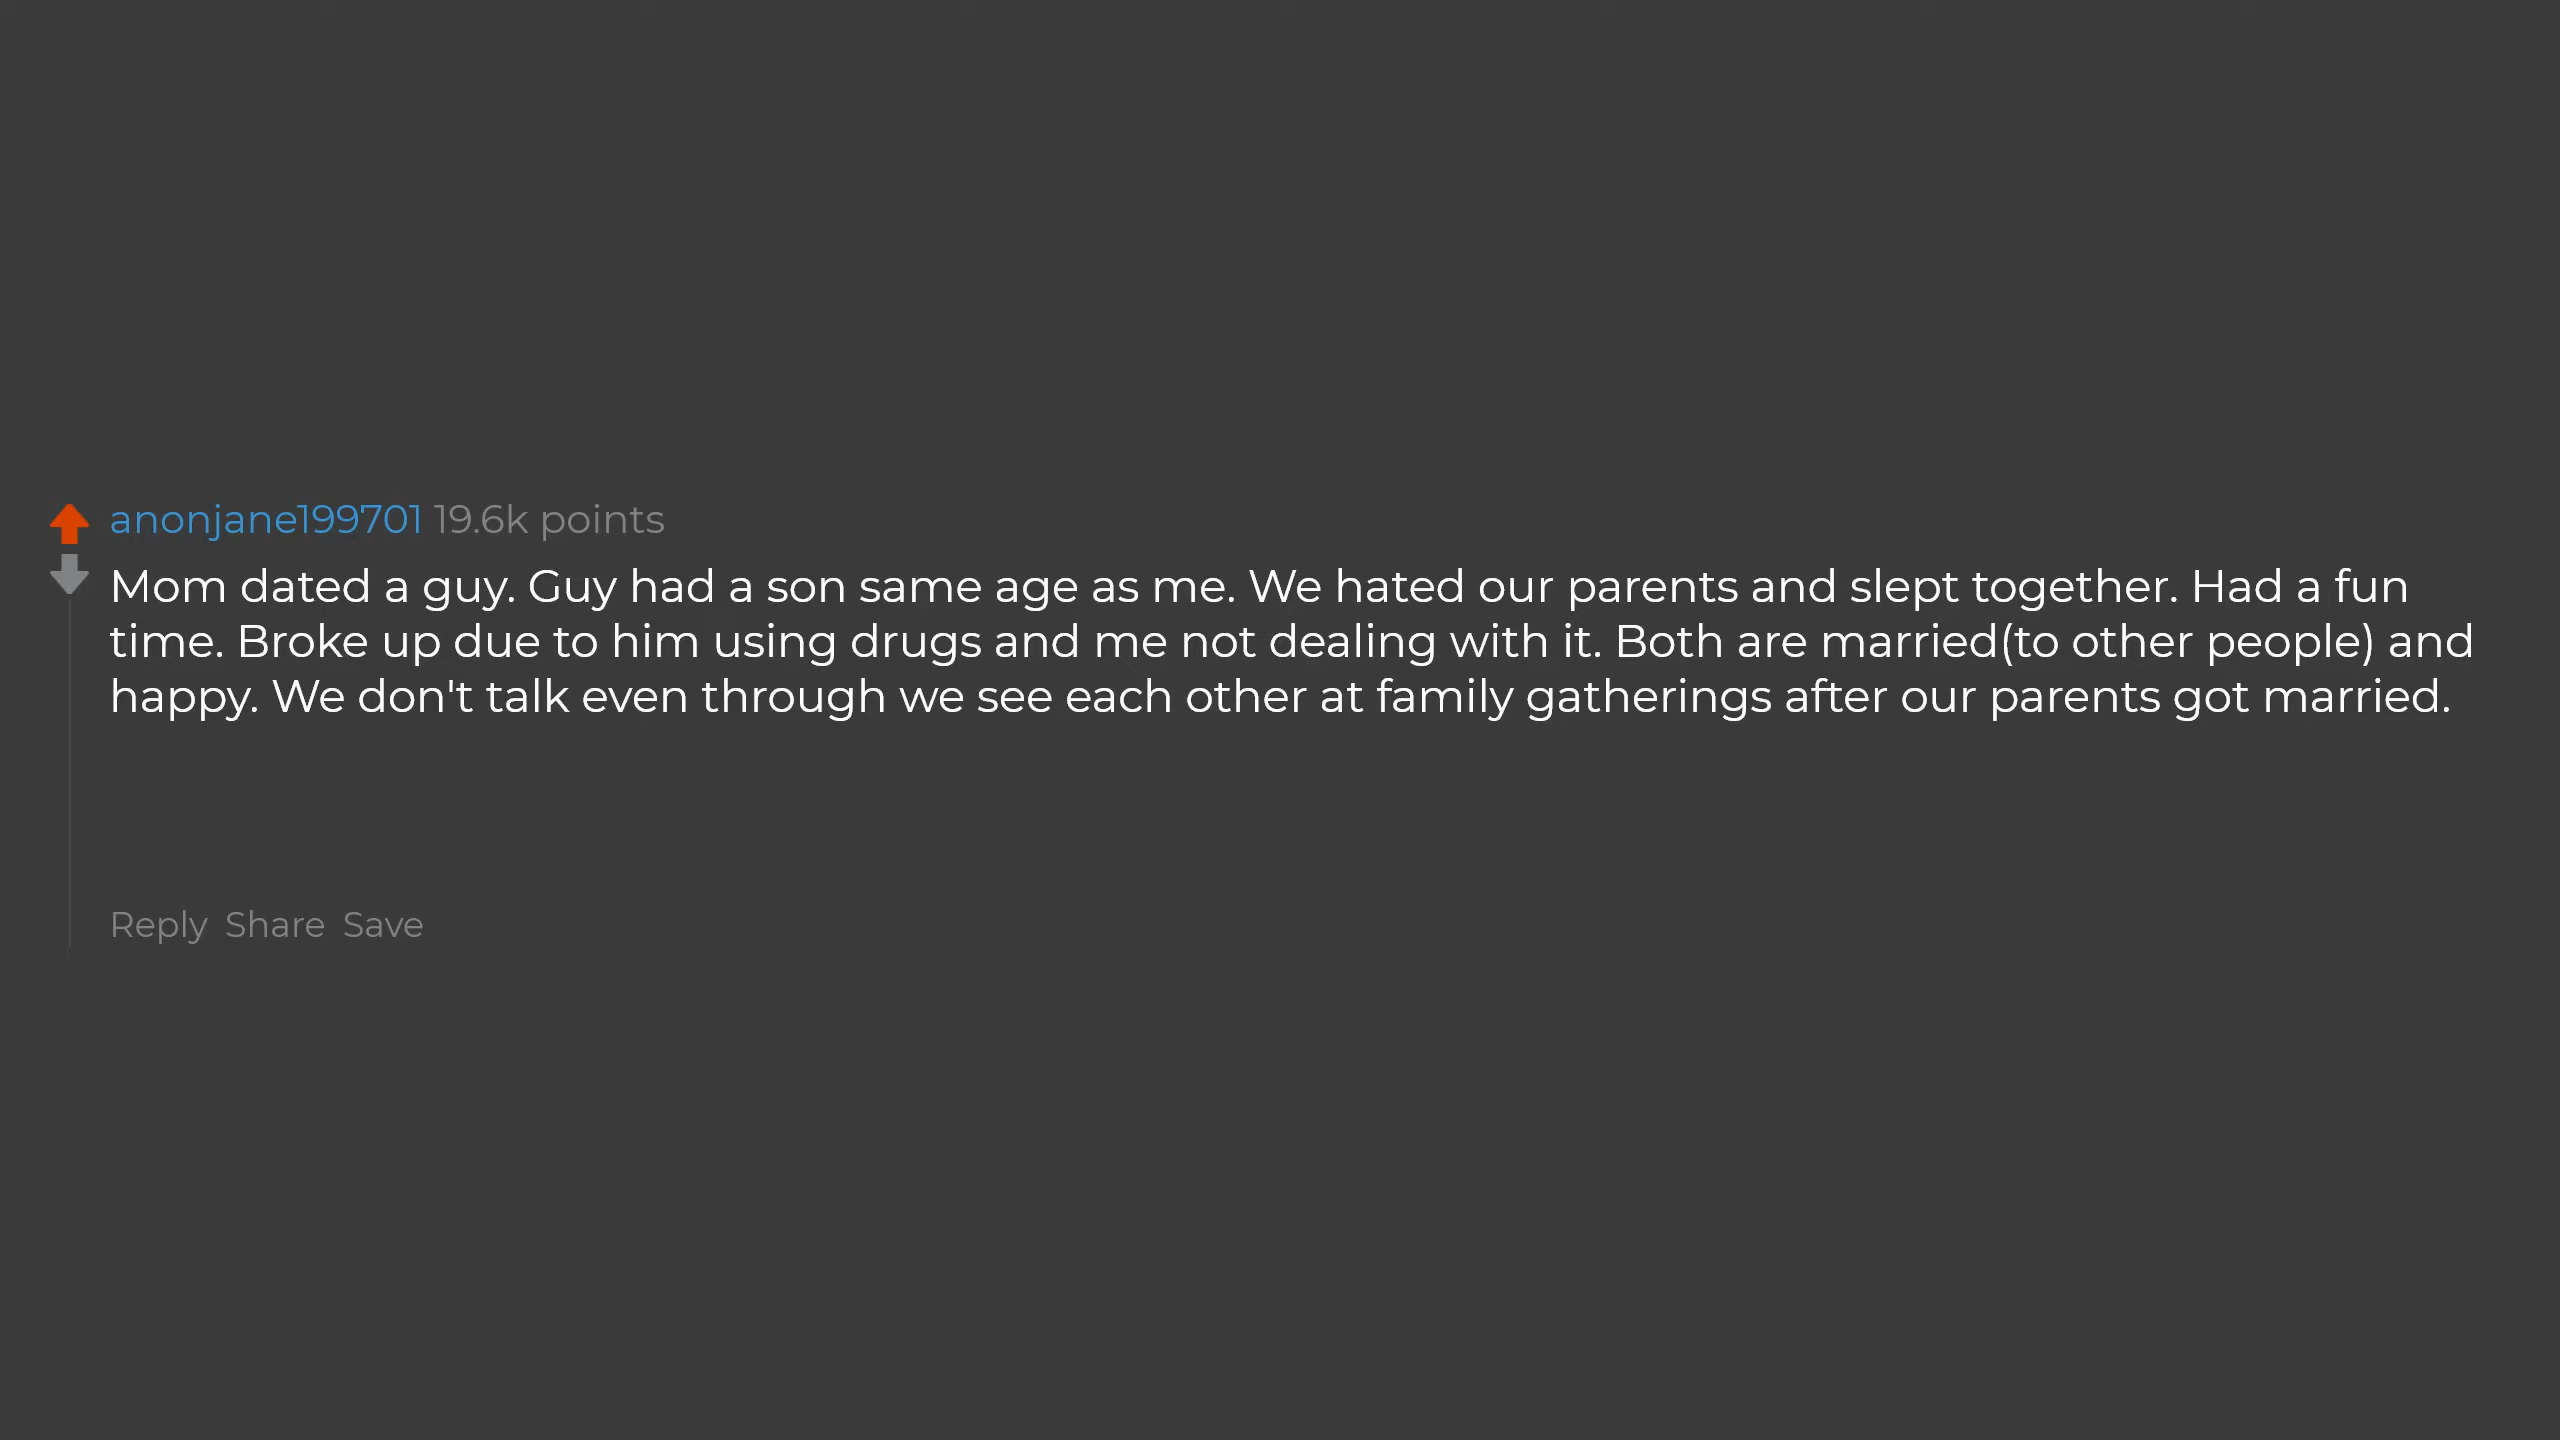 anonjane199701 19.6k points
Mom dated a guy. Guy had a son same age as me. We hated our parents and slept together. Had a fun
time. Broke up due to him using drugs and me not dealing with it. Both are married(to other people) and
happy. We don't talk even through we see each other at family gatherings after our parents got married.
Reply Share Save